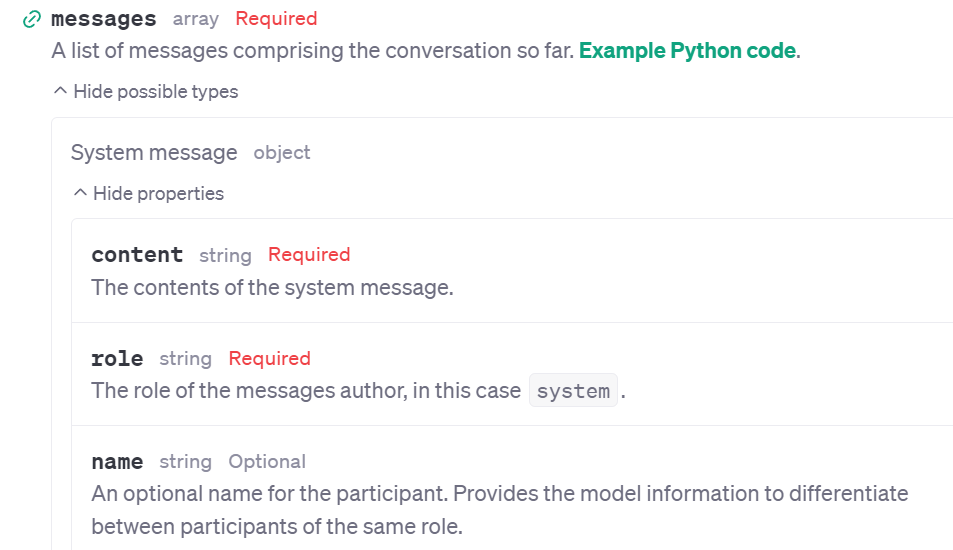 messages array Required
A list of messages comprising the conversation so far. Example Python code.
Hide possible types
System message object
Hide properties
content string Required
The contents of the system message.
role string Required
The role of the messages author, in this case system.
name string Optional
An optional name for the participant. Provides the model information to differentiate
between participants of the same role.